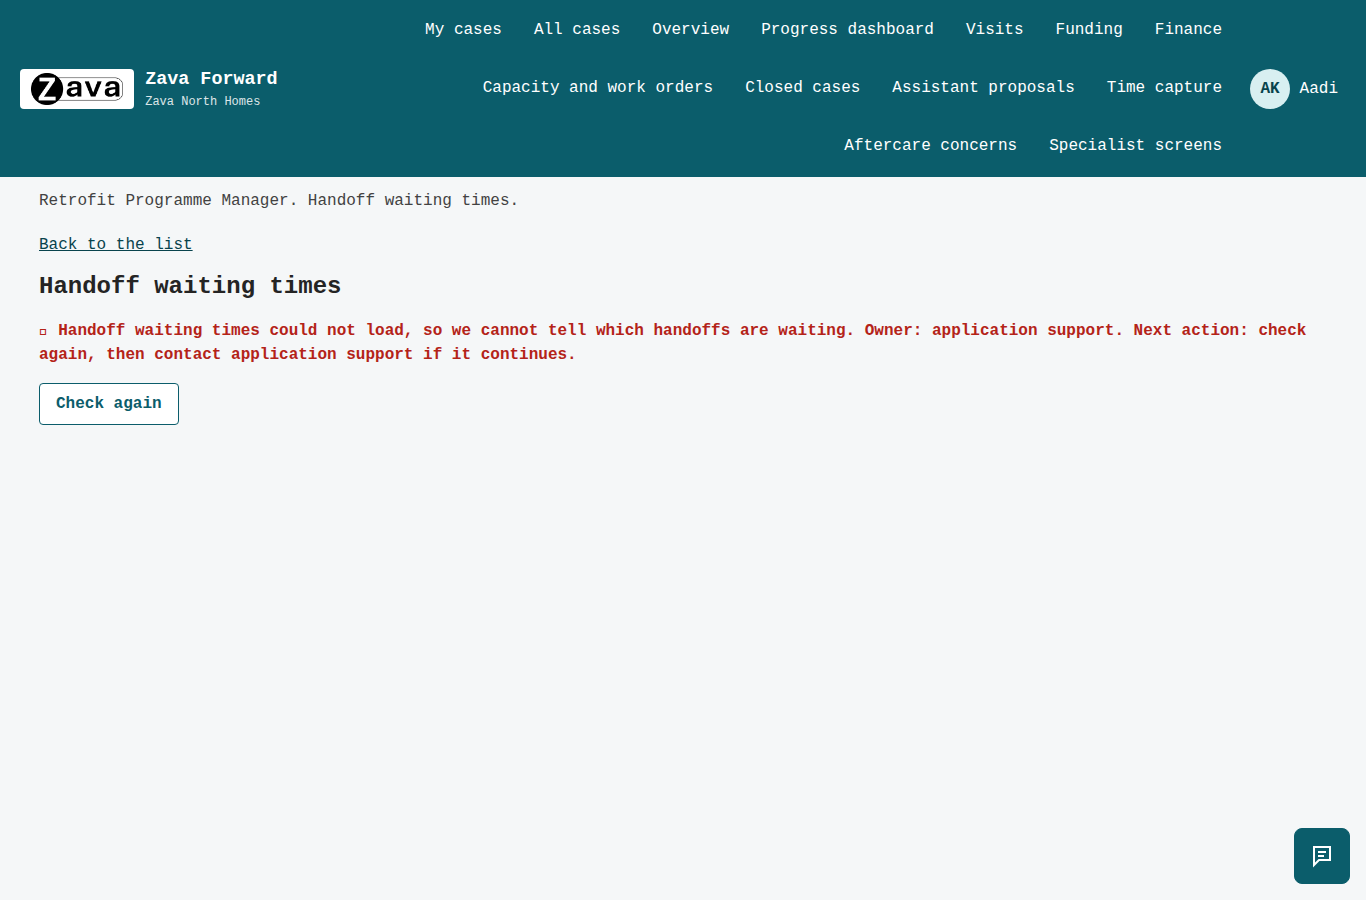 My cases All cases Overview Progress dashboard Visits Funding Finance
Zava
Zava Forward
Zava North Homes
Capacity and work orders Closed cases Assistant proposals Time capture
AK Aadi
Aftercare concerns Specialist screens
Retrofit Programme Manager. Handoff waiting times.
Back to the list
Handoff waiting times
Handoff waiting times could not load, so we cannot tell which handoffs are waiting. Owner: application support. Next action: check
again, then contact application support if it continues.
Check again